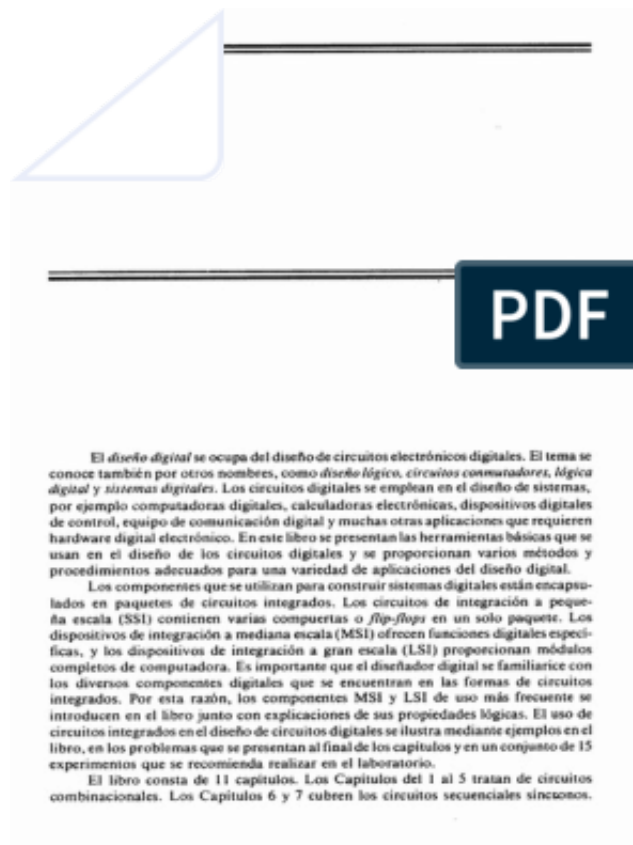 PDF
El diseño digital se ocupa del diseño de circuitos electrónicos digitales. El tema se
conoce también por otros nombres, como diseño lógico, circuitos conmutadores, lógica
digital y sistemas digitales. Los circuitos digitales se emplean en el diseño de sistemas,
por ejemplo computadoras digitales, calculadoras electrónicas, dispositivos digitales
de control, equipo de comunicación digital y muchas otras aplicaciones que requieren
hardware digital electrónico. En este libro se presentan las herramientas básicas que se
usan en el diseño de los circuitos digitales y se proporcionan varios métodos y
procedimientos adecuados para una variedad de aplicaciones del diseño digital.
Los componentes que se utilizan para construir sistemas digitales están encapsu-
lados en paquetes de circuitos integrados. Los circuitos de integración a peque-
ña escala (SSI) contienen varias compuertas o flip-flops en un solo paquete. Los
dispositivos de integración a mediana escala (MSI) ofrecen funciones digitales especí-
ficas, y los dispositivos de integración a gran escala (LSI) proporcionan módulos
completos de computadora. Es importante que el diseñador digital se familiarice con
los diversos componentes digitales que se encuentran en las formas de circuitos
integrados. Por esta razón, los componentes MSI y LSI de uso más frecuente se
introducen en el libro junto con explicaciones de sus propiedades lógicas. El uso de
circuitos integrados en el diseño de circuitos digitales se ilustra mediante ejemplos en el
libro, en los problemas que se presentan al final de los capítulos y en un conjunto de 15
experimentos que se recomienda realizar en el laboratorio.
El libro consta de 11 capítulos. Los Capítulos del 1 al 5 tratan de circuitos
combinacionales. Los Capítulos 6 y 7 cubren los circuitos secuenciales síncronos.